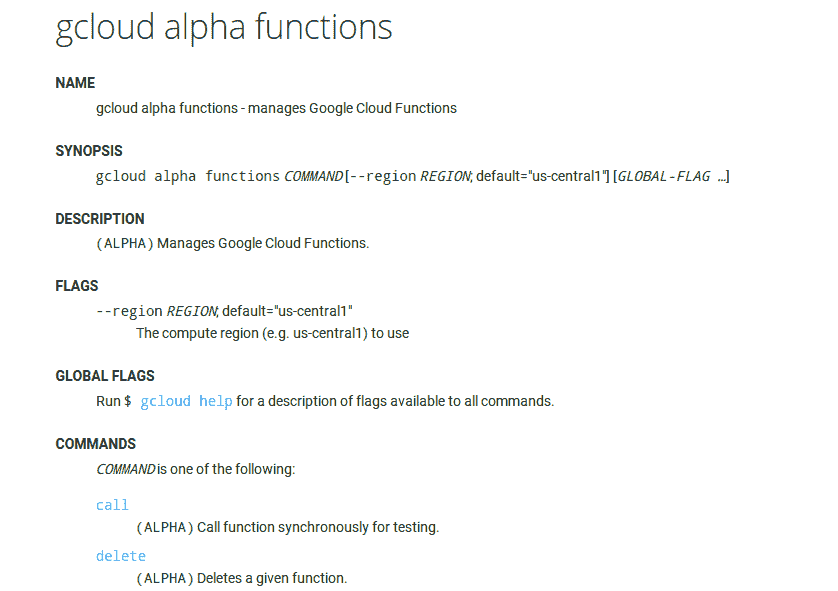 gcloud alpha functions
NAME
gcloud alpha functions - manages Google Cloud Functions
SYNOPSIS
gcloud alpha functions COMMAND [--region REGION; default="us-central1"] [GLOBAL-FLAG …]
DESCRIPTION
(ALPHA) Manages Google Cloud Functions.
FLAGS
--region REGION; default="us-central1"
The compute region (e.g. us-central1) to use
GLOBAL FLAGS
Run $ gcloud help for a description of flags available to all commands.
COMMANDS
COMMAND is one of the following:
call
(ALPHA) Call function synchronously for testing.
delete
(ALPHA) Deletes a given function.